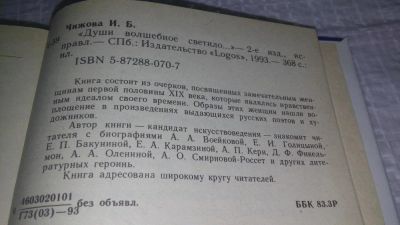 Чижова И. Б.
«Души волшебное светило...»— 2-е изд., ис-
правл.— СПб.: Издательство «Logos», 1993.— 368 с.:
ил.
ISBN 5-87288-070-7
Книга состоит из очерков, посвященных замечательным жен-
щинам первой половины XIX века, которые являлись нравствен-
ным идеалом своего времени. Образы этих женщин нашли во-
площение в произведениях выдающихся русских поэтов и ху-
дожников.
Автор книги — кандидат искусствоведения — знакомит чи-
тателя с биографиями А. А. Воейковой, Е. И. Голицыной,
Е. П. Бакуниной, Е. А. Карамзиной, А. П. Керн, Д. Ф. Фикельмон,
А. А. Олениной, А. О. Смирновой-Россет и других лите-
ратурных героинь.
Книга адресована широкому кругу читателей.
4603020101
Г73(03)—93
без объявл.
ББК 83.3Р